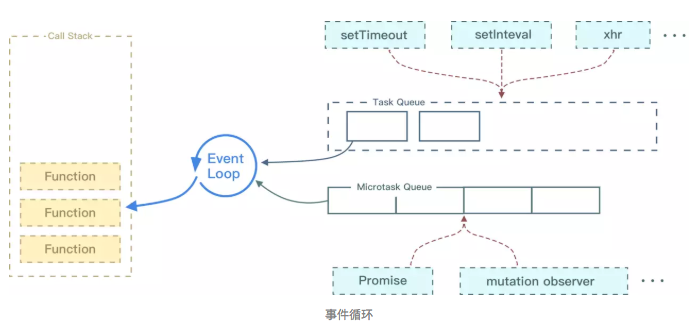 setTimeout
setInteval
xhr
Call Stack
Task Queue
Event
Loop
Function
Microtask Queue
Function
Function
Promise
mutation observer
事件循环